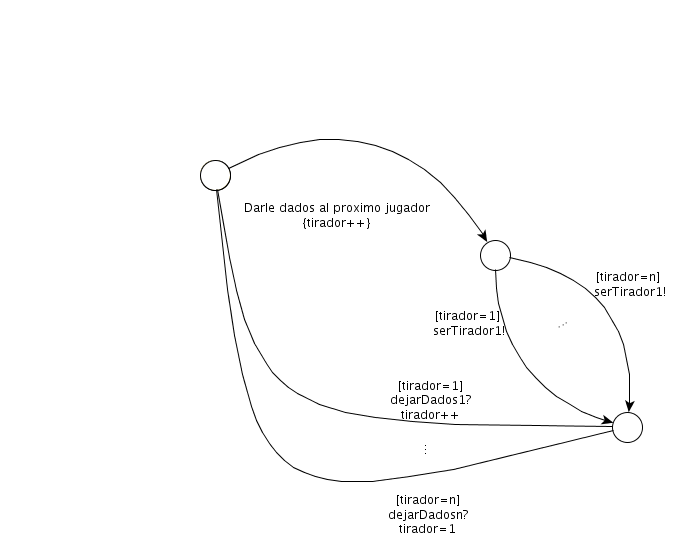 Darle dados al proximo jugador
{tirador++}
[tirador=n]
serTirador1!
[tirador=1]
serTirador1!
...
[tirador=1]
dejarDados1?
tirador++
...
[tirador=n]
dejarDadosn?
tirador=1